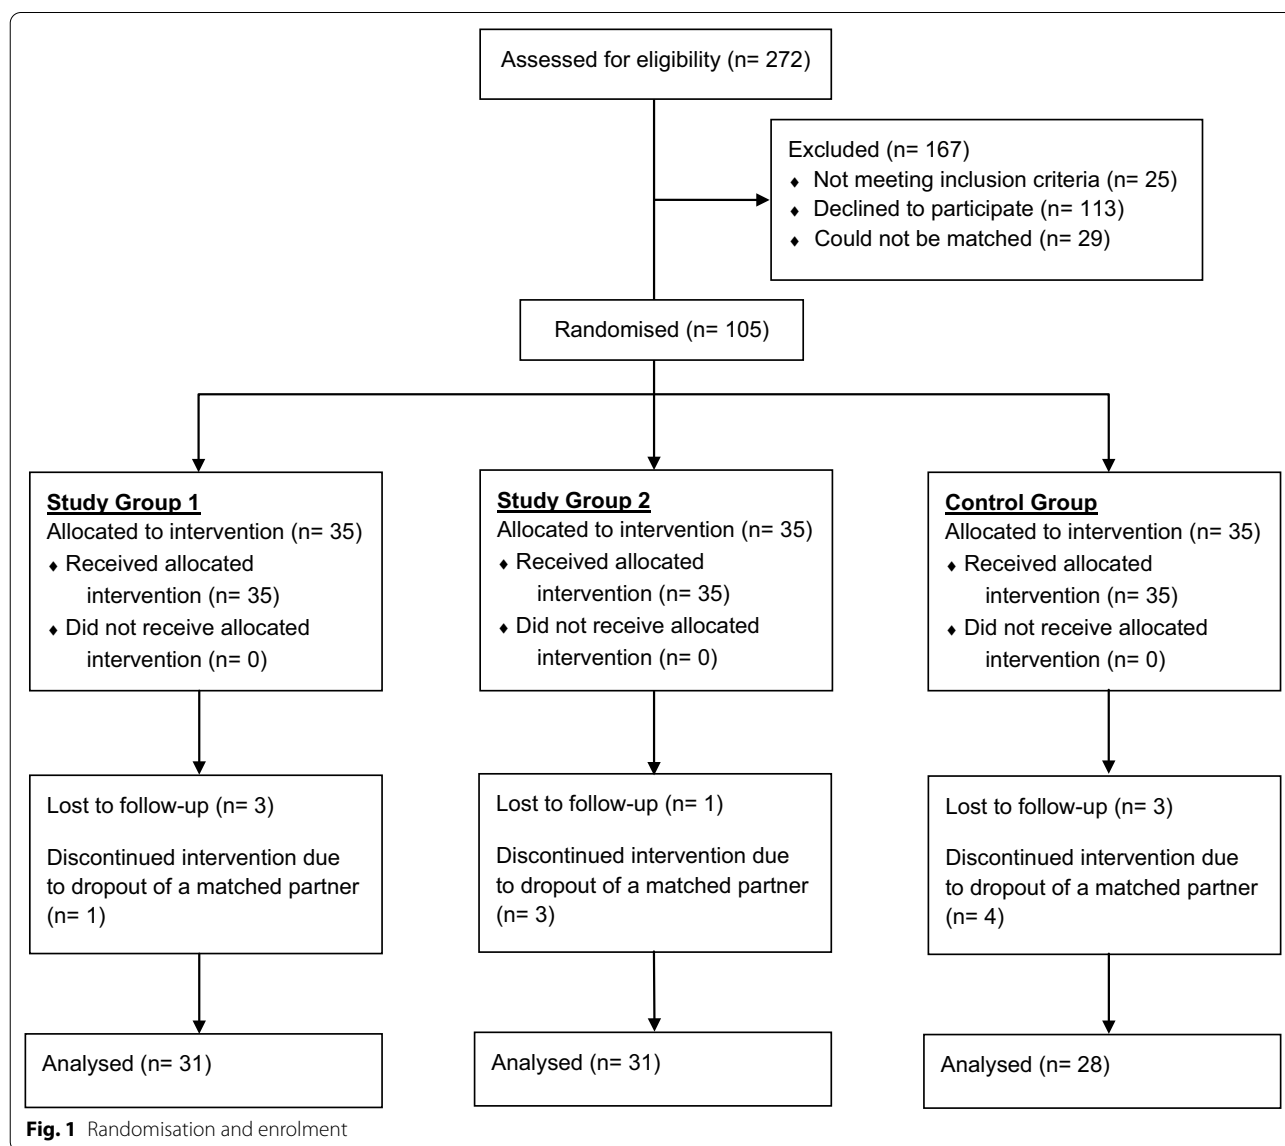 Assessed for eligibility (n= 272)
Excluded (n= 167)
♦ Not meeting inclusion criteria (n= 25)
♦ Declined to participate (n= 113)
♦ Could not be matched (n= 29)
Randomised (n= 105)
Study Group 1
Allocated to intervention (n= 35)
♦ Received allocated
intervention (n= 35)
♦ Did not receive allocated
intervention (n= 0)
Study Group 2
Allocated to intervention (n= 35)
♦ Received allocated
intervention (n= 35)
♦ Did not receive allocated
intervention (n= 0)
Control Group
Allocated to intervention (n= 35)
♦ Received allocated
intervention (n= 35)
♦ Did not receive allocated
intervention (n= 0)
Lost to follow-up (n= 3)
Discontinued intervention due
to dropout of a matched partner
(n= 1)
Lost to follow-up (n= 1)
Discontinued intervention due
to dropout of a matched partner
(n= 3)
Lost to follow-up (n= 3)
Discontinued intervention due
to dropout of a matched partner
(n= 4)
Analysed (n= 31)
Analysed (n= 31)
Analysed (n= 28)
Fig. 1 Randomisation and enrolment